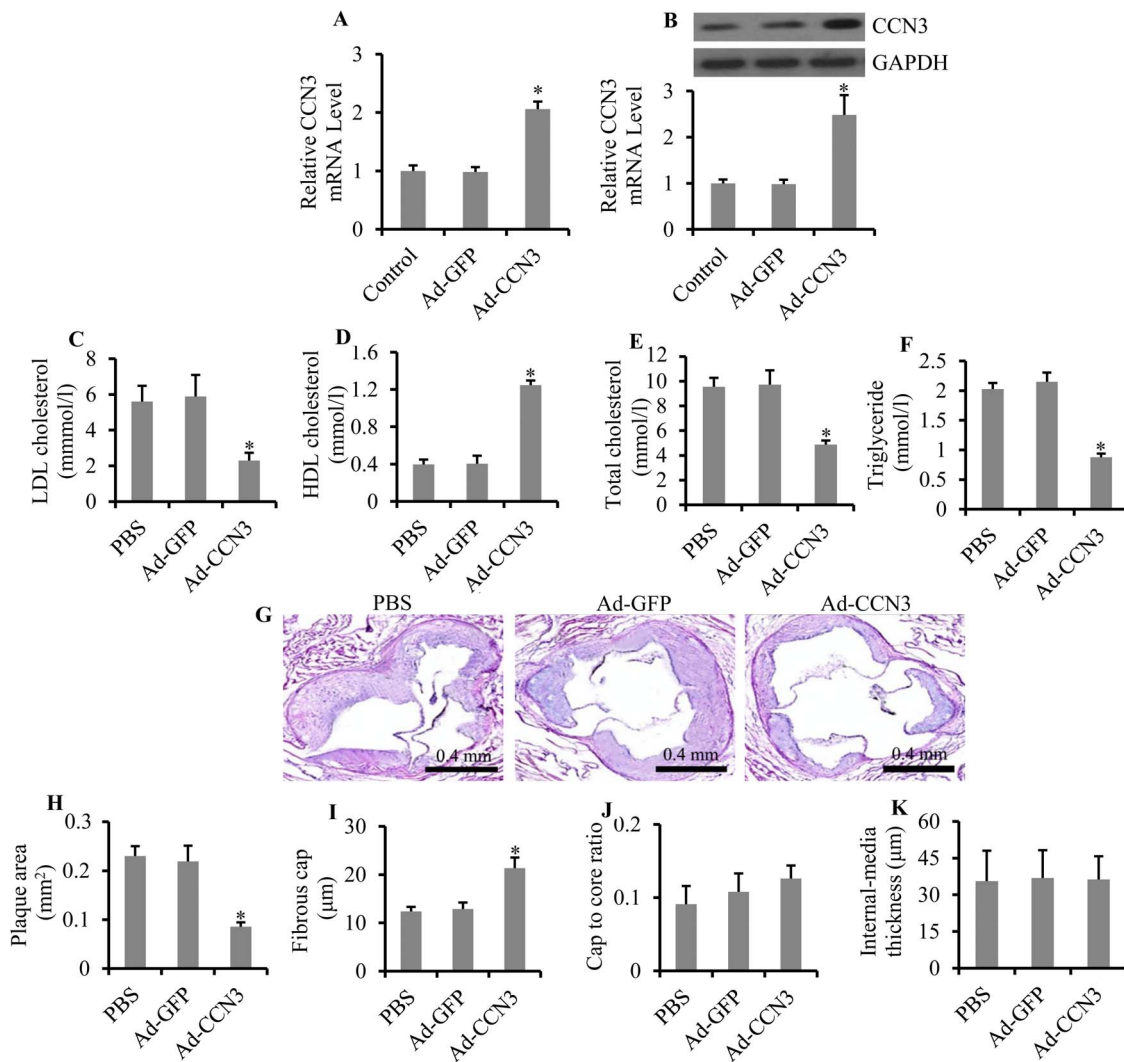 A
Relative CCN3
mRNA Level
3
2
1
0
*
Control
Ad-GFP
Ad-CCN3
B
CCN3
GAPDH
Relative CCN3
mRNA Level
3
2
1
0
*
Control
Ad-GFP
Ad-CCN3
C
LDL cholesterol
(mmmol/l)
8
6
4
2
0
*
PBS
Ad-GFP
Ad-CCN3
D
HDL cholesterol
(mmol/l)
1.6
1.2
0.8
0.4
0
*
PBS
Ad-GFP
Ad-CCN3
E
Total cholesterol
(mmol/l)
12
10
8
6
4
2
0
*
PBS
Ad-GFP
Ad-CCN3
F
Triglyceride
(mmol/l)
2.5
2
1.5
1
0.5
0
*
PBS
Ad-GFP
Ad-CCN3
G
PBS
Ad-GFP
Ad-CCN3
0.4 mm
0.4 mm
0.4 mm
H
Plaque area
(mm²)
0.3
0.2
0.1
0
*
PBS
Ad-GFP
Ad-CCN3
I
Fibrous cap
(μm)
30
20
10
0
*
PBS
Ad-GFP
Ad-CCN3
J
Cap to core ratio
0.2
0.1
0
PBS
Ad-GFP
Ad-CCN3
K
Internal-media
thickness (μm)
60
45
30
15
0
PBS
Ad-GFP
Ad-CCN3